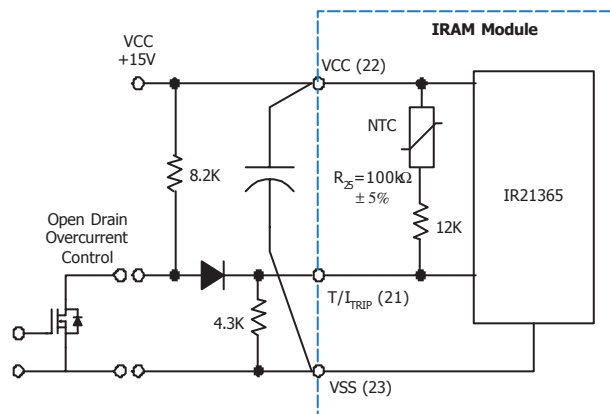 IRAM Module
VCC
+15V
VCC (22)
NTC
R25=100kΩ
±5%
8.2K
12K
IR21365
Open Drain
Overcurrent
Control
T/ITRIP (21)
4.3K
VSS (23)